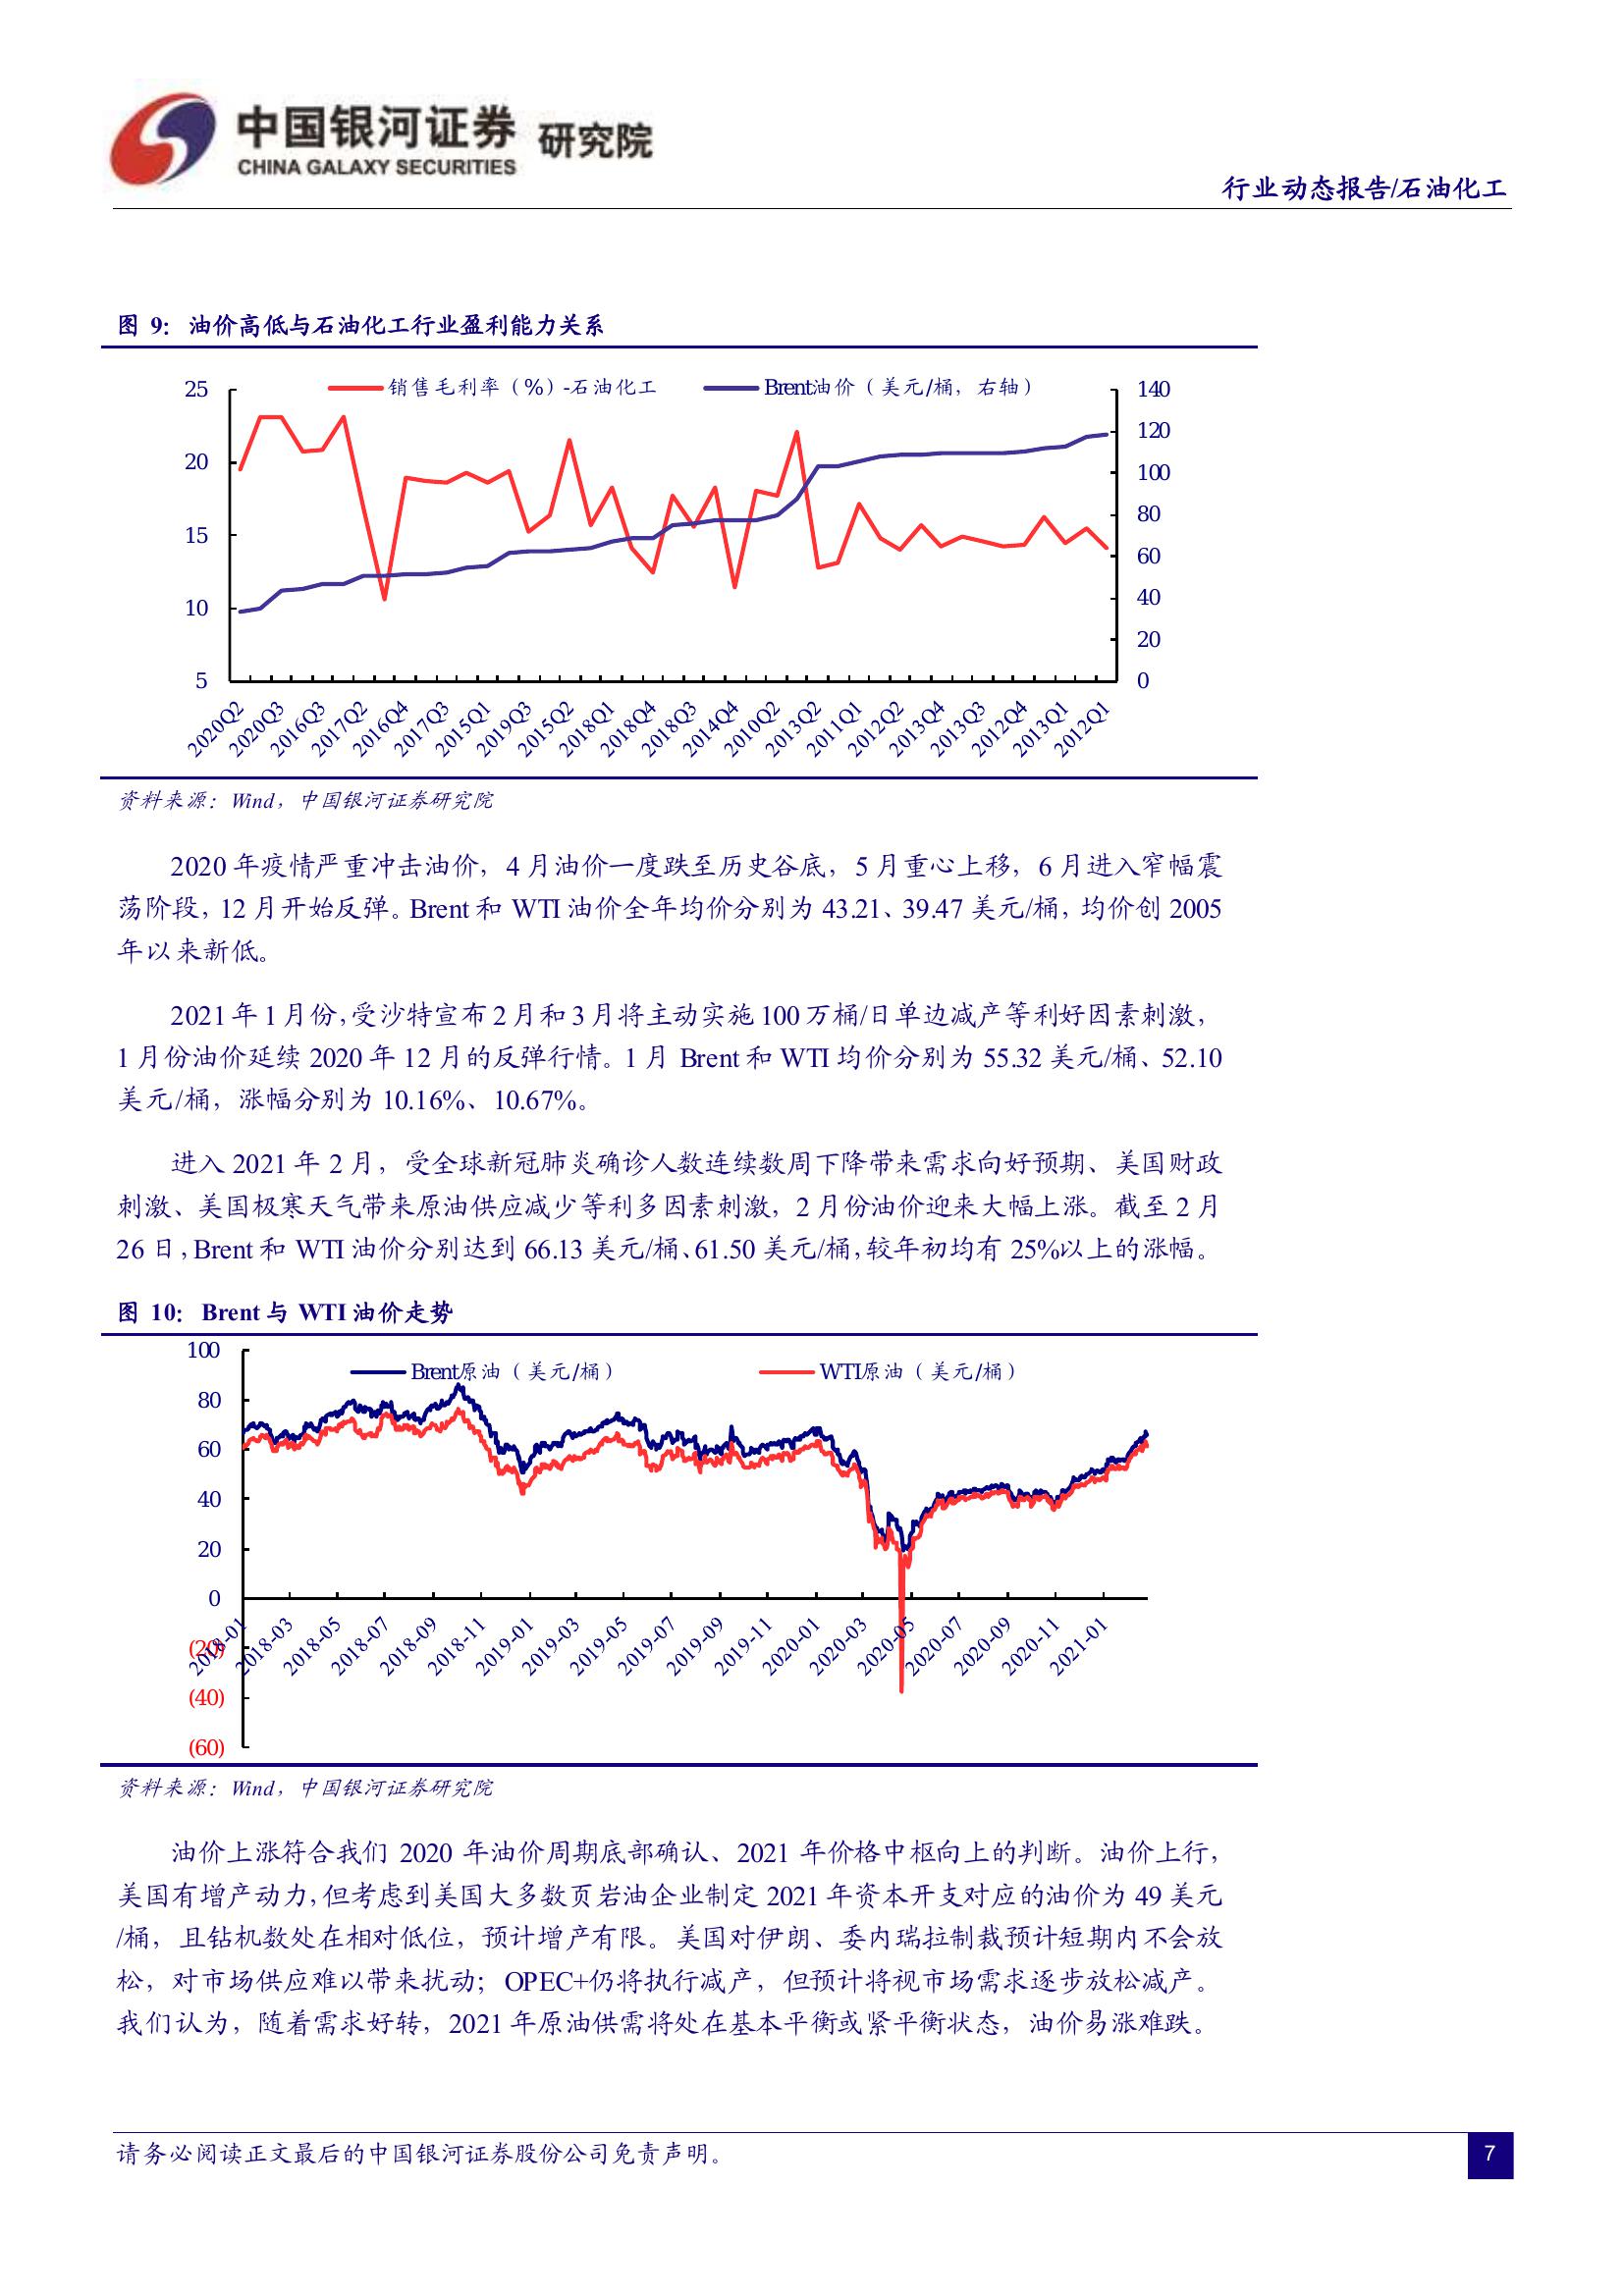 中国银河证券 研究院
CHINA GALAXY SECURITIES
行业动态报告/石油化工
图 9：油价高低与石油化工行业盈利能力关系
销售毛利率（%）-石油化工
Brent油价（美元/桶，右轴）
25
20
15
10
5
140
120
100
80
60
40
20
0
2020Q2
2020Q3
2016Q3
2017Q2
2016Q4
2017Q3
2015Q1
2019Q3
2015Q2
2018Q1
2018Q4
2018Q3
2014Q4
2010Q2
2013Q2
2011Q1
2012Q2
2013Q4
2013Q3
2012Q4
2013Q1
2012Q1
资料来源：Wind，中国银河证券研究院
2020 年疫情严重冲击油价，4 月油价一度跌至历史谷底，5 月重心上移，6 月进入窄幅震
荡阶段，12 月开始反弹。Brent 和 WTI 油价全年均价分别为 43.21、39.47 美元/桶，均价创 2005
年以来新低。
2021 年 1 月份，受沙特宣布 2 月和 3 月将主动实施 100 万桶/日单边减产等利好因素刺激，
1 月份油价延续 2020 年 12 月的反弹行情。1 月 Brent 和 WTI 均价分别为 55.32 美元/桶、52.10
美元/桶，涨幅分别为 10.16%、10.67%。
进入 2021 年 2 月，受全球新冠肺炎确诊人数连续数周下降带来需求向好预期、美国财政
刺激、美国极寒天气带来原油供应减少等利多因素刺激，2 月份油价迎来大幅上涨。截至 2 月
26 日，Brent 和 WTI 油价分别达到 66.13 美元/桶、61.50 美元/桶，较年初均有 25%以上的涨幅。
图 10：Brent 与 WTI 油价走势
Brent原油（美元/桶）
WTI原油（美元/桶）
100
80
60
40
20
0
(20)
(40)
(60)
2018-01
2018-03
2018-05
2018-07
2018-09
2018-11
2019-01
2019-03
2019-05
2019-07
2019-09
2019-11
2020-01
2020-03
2020-05
2020-07
2020-09
2020-11
2021-01
资料来源：Wind，中国银河证券研究院
油价上涨符合我们 2020 年油价周期底部确认、2021 年价格中枢向上的判断。油价上行，
美国有增产动力，但考虑到美国大多数页岩油企业制定 2021 年资本开支对应的油价为 49 美元
/桶，且钻机数处在相对低位，预计增产有限。美国对伊朗、委内瑞拉制裁预计短期内不会放
松，对市场供应难以带来扰动；OPEC+仍将执行减产，但预计将视市场需求逐步放松减产。
我们认为，随着需求好转，2021 年原油供需将处在基本平衡或紧平衡状态，油价易涨难跌。
请务必阅读正文最后的中国银河证券股份公司免责声明。
7